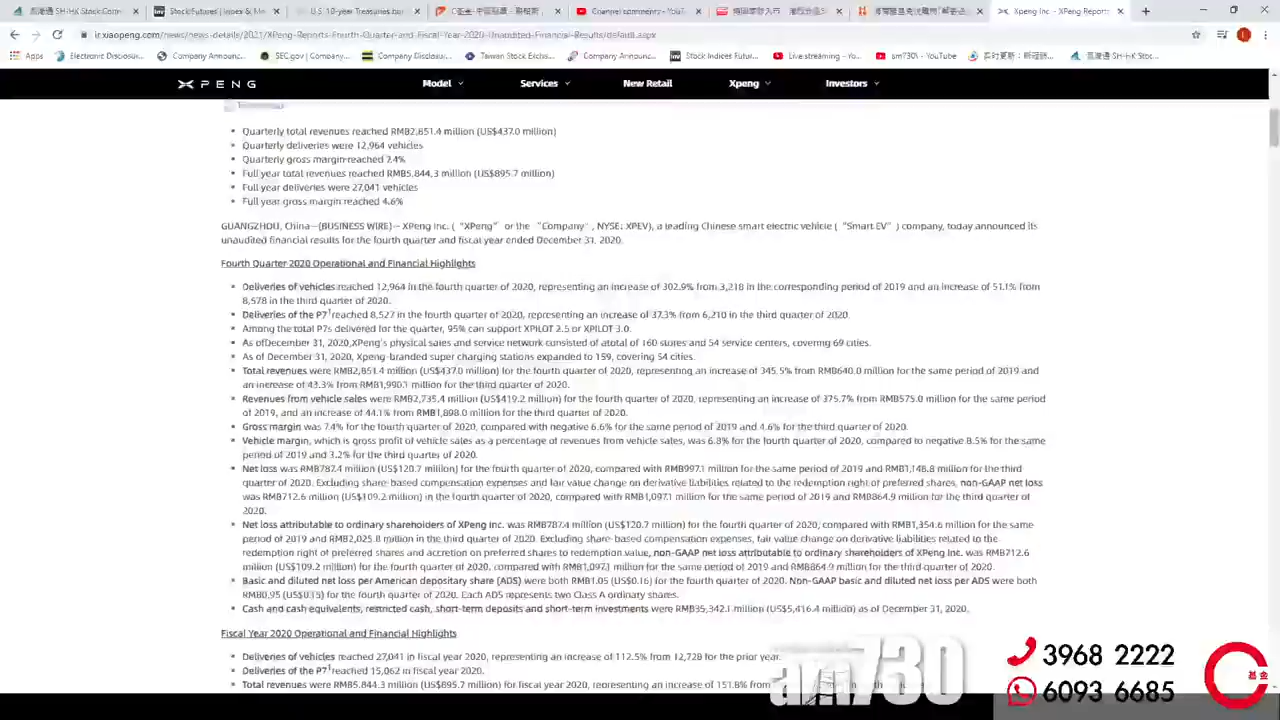 ir.xiaopeng.com/news/news-details/2021/XPeng-Reports-Fourth-Quarter-and-Fiscal-Year-2020-Unaudited-Financial-Results/default.aspx
Apps Electronic Disclosur... Company Announce... SEC.gov | Company... Company Disclosur... Taiwan Stock Exchan... Company Announce... Stock Indices Futur... Live streaming - Yo... am730 - YouTube
XPENG Model Services New Retail Xpeng Investors
• Quarterly total revenues reached RMB2,851.4 million (US$437.0 million)
• Quarterly deliveries were 12,964 vehicles
• Quarterly gross margin reached 7.4%
• Full year total revenues reached RMB5,844.3 million (US$895.7 million)
• Full year deliveries were 27,041 vehicles
• Full year gross margin reached 4.6%
GUANGZHOU, China--(BUSINESS WIRE)-- XPeng Inc. ( “XPeng” or the “Company” , NYSE: XPEV), a leading Chinese smart electric vehicle ( “Smart EV” ) company, today announced its
unaudited financial results for the fourth quarter and fiscal year ended December 31, 2020.
Fourth Quarter 2020 Operational and Financial Highlights
• Deliveries of vehicles reached 12,964 in the fourth quarter of 2020, representing an increase of 302.9% from 3,218 in the corresponding period of 2019 and an increase of 51.1% from
8,578 in the third quarter of 2020.
• Deliveries of the P7¹ reached 8,527 in the fourth quarter of 2020, representing an increase of 37.3% from 6,210 in the third quarter of 2020.
• Among the total P7s delivered for the quarter, 95% can support XPILOT 2.5 or XPILOT 3.0.
• As ofDecember 31, 2020,XPeng's physical sales and service network consisted of atotal of 160 stores and 54 service centers, covering 69 cities.
• As of December 31, 2020, Xpeng-branded super charging stations expanded to 159, covering 54 cities.
• Total revenues were RMB2,851.4 million (US$437.0 million) for the fourth quarter of 2020, representing an increase of 345.5% from RMB640.0 million for the same period of 2019 and
an increase of 43.3% from RMB1,990.1 million for the third quarter of 2020.
• Revenues from vehicle sales were RMB2,735.4 million (US$419.2 million) for the fourth quarter of 2020, representing an increase of 375.7% from RMB575.0 million for the same period
of 2019, and an increase of 44.1% from RMB1,898.0 million for the third quarter of 2020.
• Gross margin was 7.4% for the fourth quarter of 2020, compared with negative 6.6% for the same period of 2019 and 4.6% for the third quarter of 2020.
• Vehicle margin, which is gross profit of vehicle sales as a percentage of revenues from vehicle sales, was 6.8% for the fourth quarter of 2020, compared to negative 8.5% for the same
period of 2019 and 3.2% for the third quarter of 2020.
• Net loss was RMB787.4 million (US$120.7 million) for the fourth quarter of 2020, compared with RMB997.1 million for the same period of 2019 and RMB1,148.8 million for the third
quarter of 2020. Excluding share-based compensation expenses and fair value change on derivative liabilities related to the redemption right of preferred shares, non-GAAP net loss
was RMB712.6 million (US$109.2 million) in the fourth quarter of 2020, compared with RMB1,097.1 million for the same period of 2019 and RMB864.9 million for the third quarter of
2020.
• Net loss attributable to ordinary shareholders of XPeng Inc. was RMB787.4 million (US$120.7 million) for the fourth quarter of 2020, compared with RMB1,354.6 million for the same
period of 2019 and RMB2,025.8 million in the third quarter of 2020. Excluding share-based compensation expenses, fair value change on derivative liabilities related to the
redemption right of preferred shares and accretion on preferred shares to redemption value, non-GAAP net loss attributable to ordinary shareholders of XPeng Inc. was RMB712.6
million (US$109.2 million) for the fourth quarter of 2020, compared with RMB1,097.1 million for the same period of 2019 and RMB864.9 million for the third quarter of 2020.
• Basic and diluted net loss per American depositary share (ADS) were both RMB1.05 (US$0.16) for the fourth quarter of 2020. Non-GAAP basic and diluted net loss per ADS were both
RMB0.95 (US$0.15) for the fourth quarter of 2020. Each ADS represents two Class A ordinary shares.
• Cash and cash equivalents, restricted cash, short-term deposits and short-term investments were RMB35,342.1 million (US$5,416.4 million) as of December 31, 2020.
Fiscal Year 2020 Operational and Financial Highlights
• Deliveries of vehicles reached 27,041 in fiscal year 2020, representing an increase of 112.5% from 12,728 for the prior year.
• Deliveries of the P7¹ reached 15,062 in fiscal year 2020.
• Total revenues were RMB5,844.3 million (US$895.7 million) for fiscal year 2020, representing an increase of 151.8% from
am730
3968 2222
6093 6685
基金